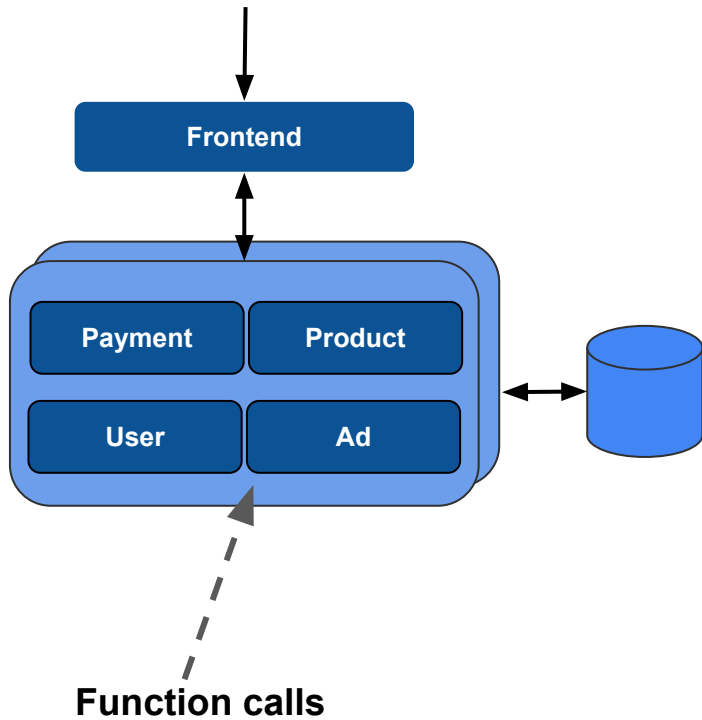 Frontend
Payment
Product
User
Ad
Function calls